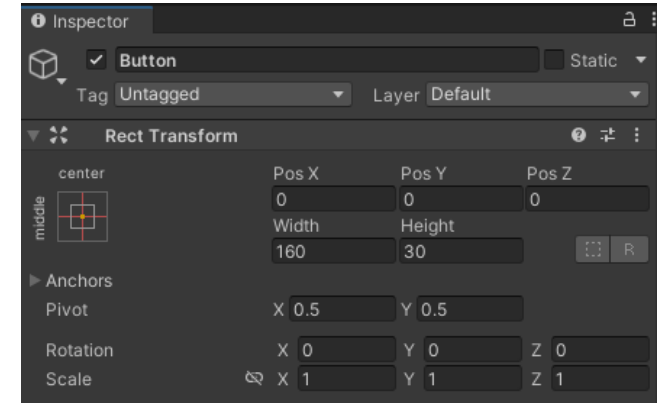 Inspector
Button Static
Tag Untagged Layer Default
Rect Transform
center Pos X Pos Y Pos Z
middle 0 0 0
Width Height
160 30 R
Anchors
Pivot X 0.5 Y 0.5
Rotation X 0 Y 0 Z 0
Scale X 1 Y 1 Z 1